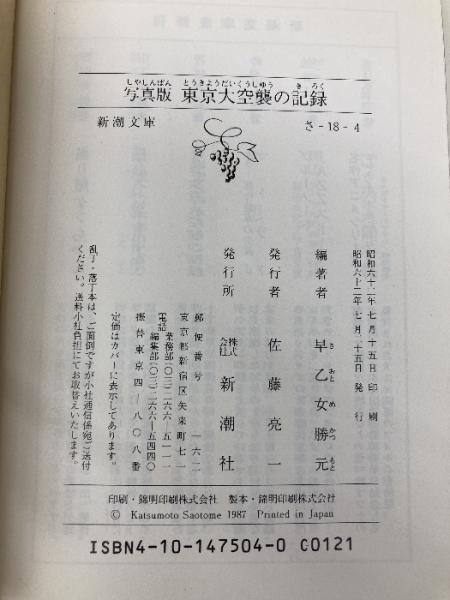 しゃしんばん とうきょうだいくうしゅう きろく
写真版 東京大空襲の記録
新潮文庫 さ-18-4
昭和六十二年七月十五日印刷
昭和六十二年七月二十五日発行
編著者 早乙女勝元
さ おと め かつ もと
発行者 佐藤亮一
発行所 株式会社 新潮社
郵便番号 一六二
東京都新宿区矢来町七一
電話 業務部(〇三)二六六-五一一一
編集部(〇三)二六六-五四四〇
振替東京四-八〇八番
定価はカバーに表示してあります。
乱丁・落丁本は、ご面倒ですが小社通信係宛ご送付
ください。送料小社負担にてお取替えいたします。
印刷・錦明印刷株式会社 製本・錦明印刷株式会社
© Katsumoto Saotome 1987 Printed in Japan
ISBN4-10-147504-0 C0121